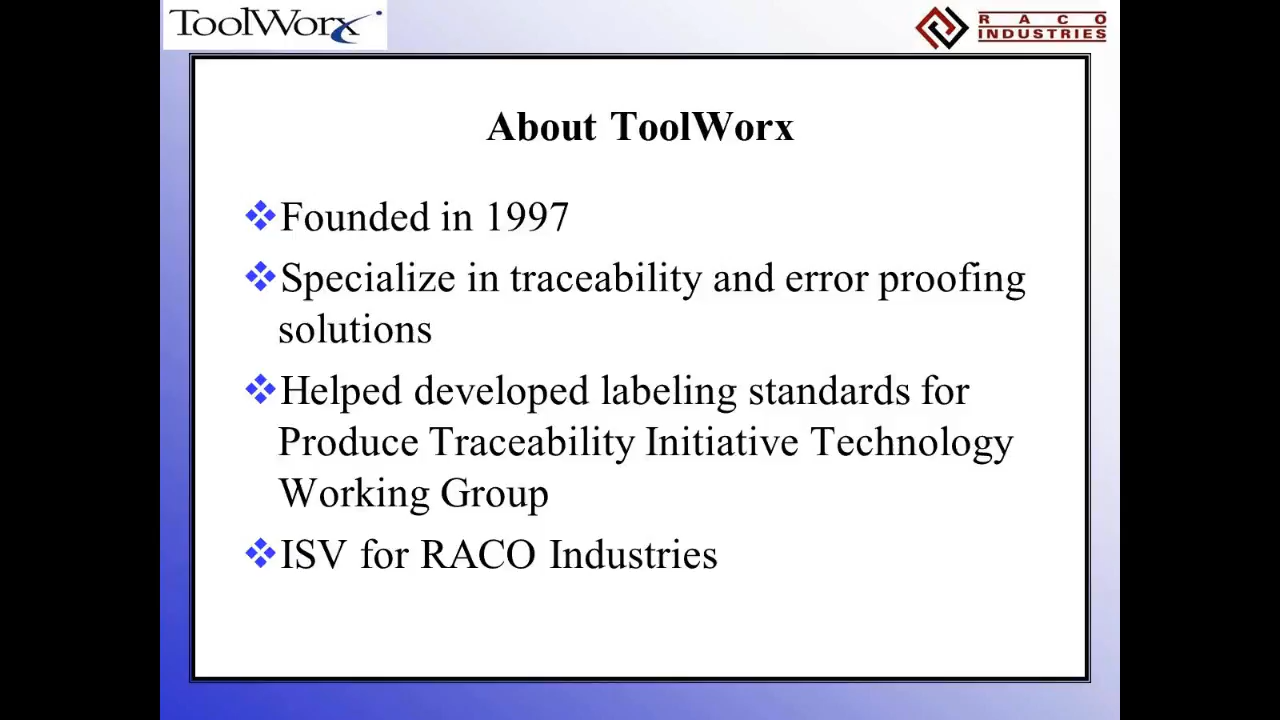 ToolWorx
RACO
INDUSTRIES
About ToolWorx
Founded in 1997
Specialize in traceability and error proofing
solutions
Helped developed labeling standards for
Produce Traceability Initiative Technology
Working Group
ISV for RACO Industries